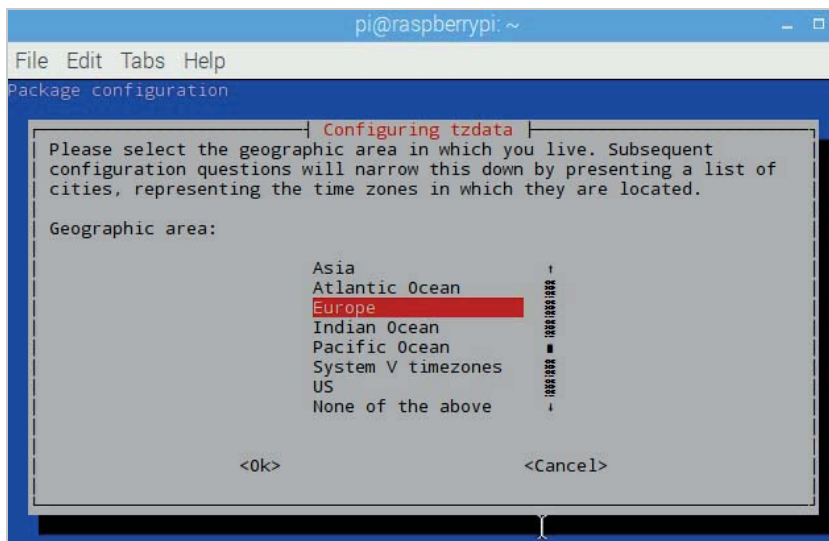 pi@raspberrypi: ~
File Edit Tabs Help
Package configuration
Configuring tzdata
Please select the geographic area in which you live. Subsequent
configuration questions will narrow this down by presenting a list of
cities, representing the time zones in which they are located.
Geographic area:
Asia
Atlantic Ocean
Europe
Indian Ocean
Pacific Ocean
System V timezones
US
None of the above
<Ok> <Cancel>